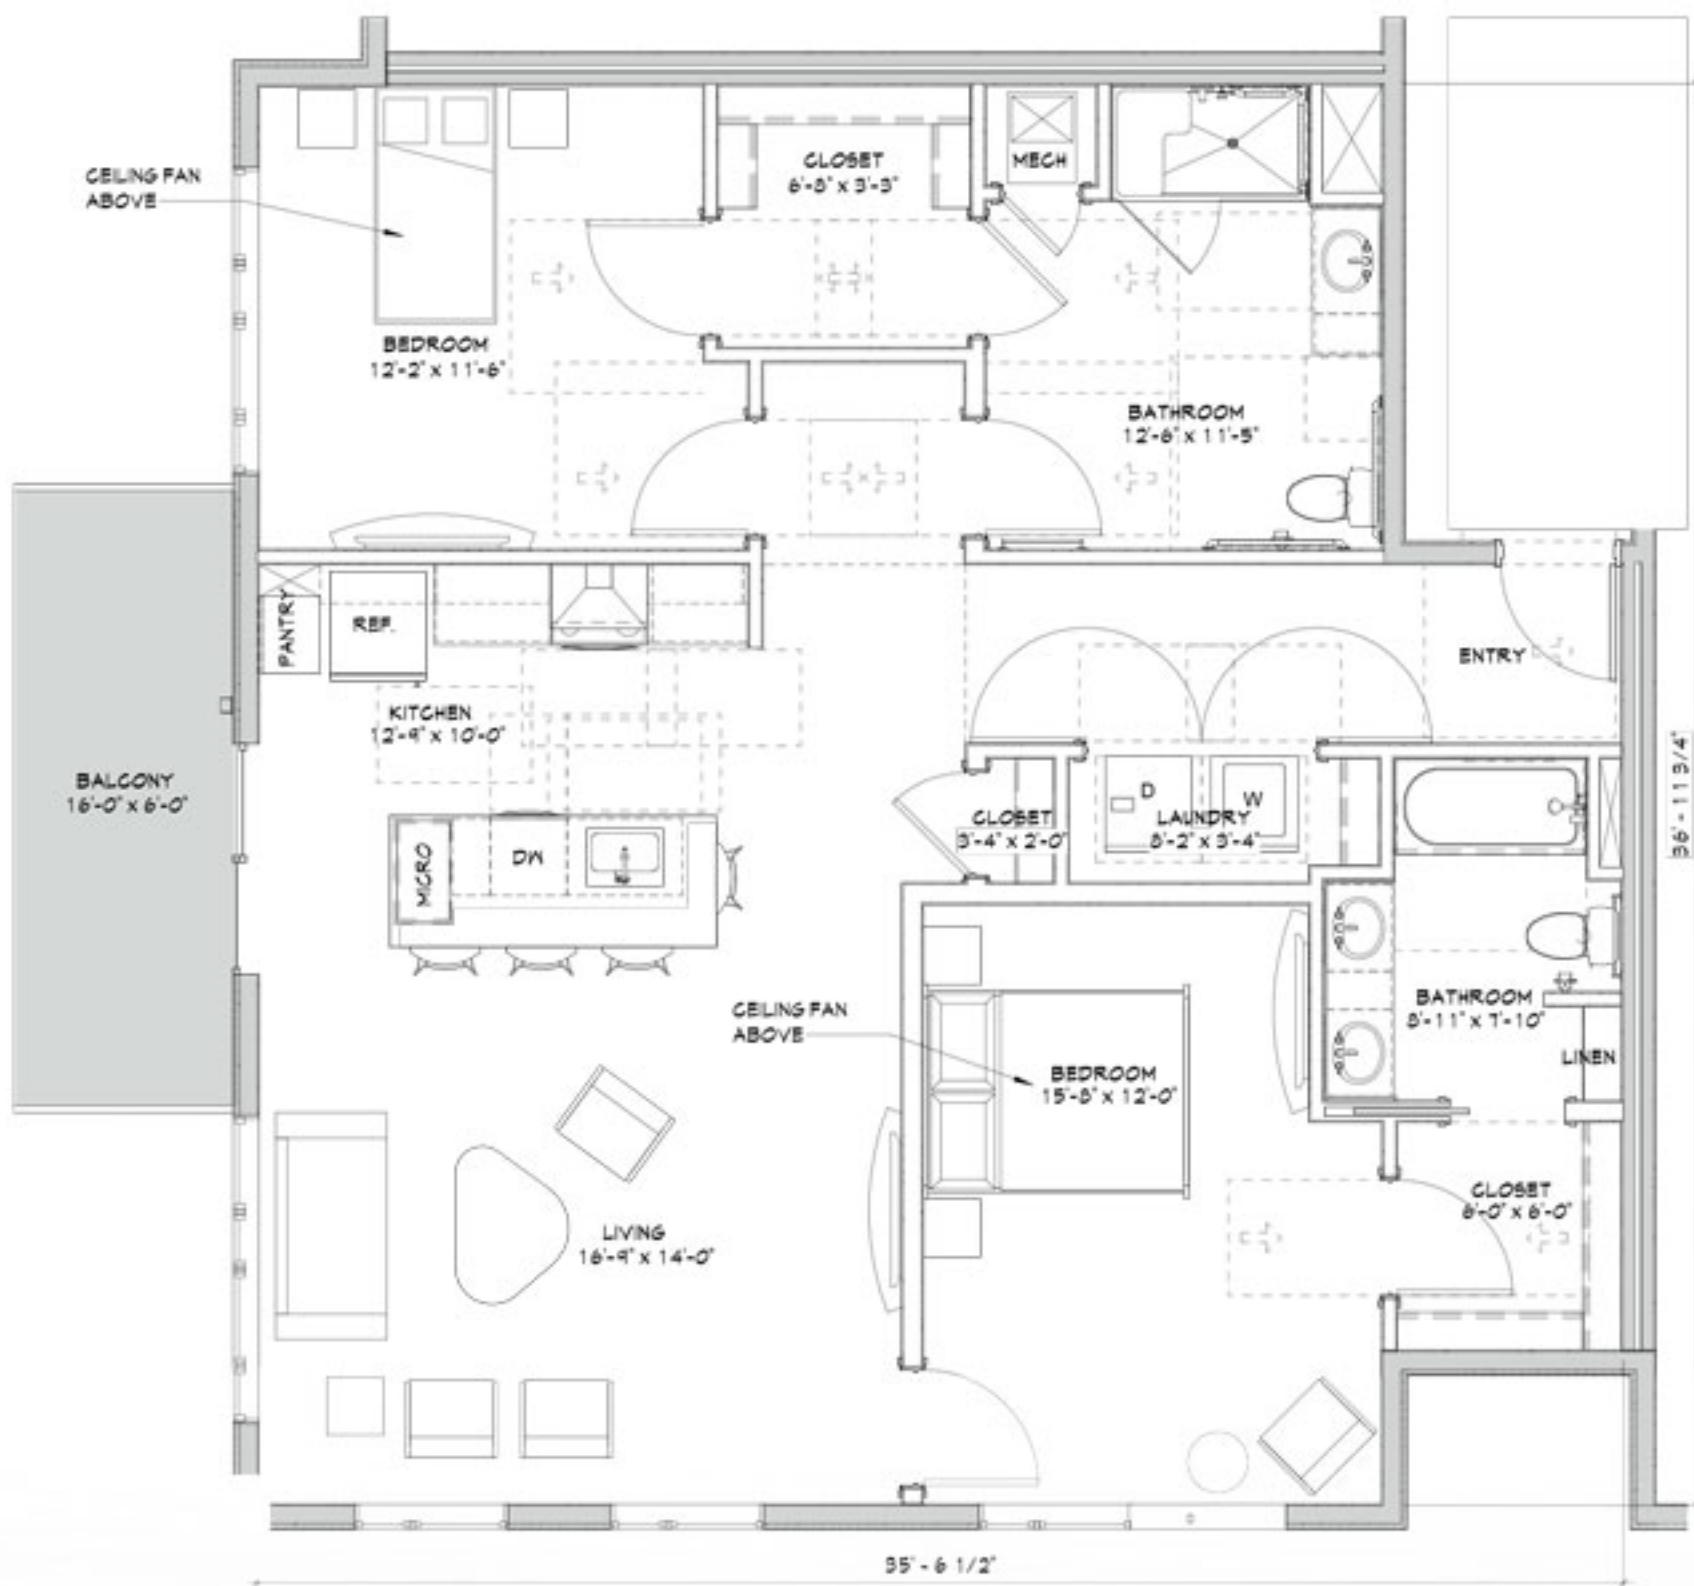 CEILING FAN
ABOVE
CLOSET
6'-8" x 3'-3"
MECH
BEDROOM
12'-2" x 11'-6"
BATHROOM
12'-6" x 11'-5"
PANTRY
REF.
ENTRY
KITCHEN
12'-9" x 10'-0"
BALCONY
16'-0" x 6'-0"
MICRO
DW
CLOSET
3'-4" x 2'-0"
D
W
LAUNDRY
8'-2" x 3'-4"
36' - 11 3/4"
CEILING FAN
ABOVE
BEDROOM
15'-8" x 12'-0"
BATHROOM
8'-11" x 7'-10"
LINEN
CLOSET
6'-0" x 6'-0"
LIVING
16'-9" x 14'-0"
35' - 6 1/2"